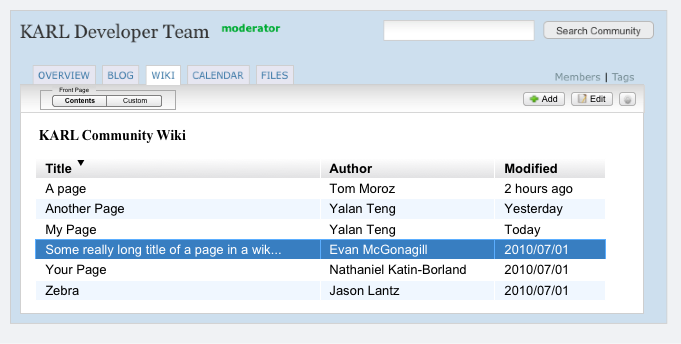 KARL Developer Team moderator Search Community
OVERVIEW BLOG WIKI CALENDAR FILES Members | Tags
Front Page
Contents Custom Add Edit
KARL Community Wiki
Title Author Modified
A page Tom Moroz 2 hours ago
Another Page Yalan Teng Yesterday
My Page Yalan Teng Today
Some really long title of a page in a wik... Evan McGonagill 2010/07/01
Your Page Nathaniel Katin-Borland 2010/07/01
Zebra Jason Lantz 2010/07/01